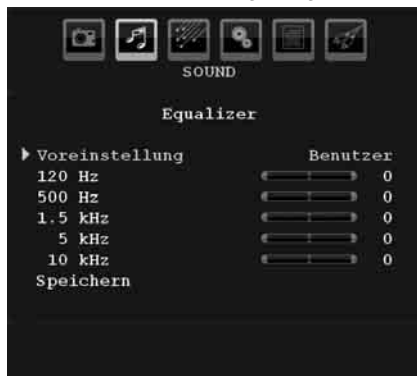 SOUND
Equalizer
Voreinstellung Benutzer
120 Hz 0
500 Hz 0
1.5 kHz 0
5 kHz 0
10 kHz 0
Speichern